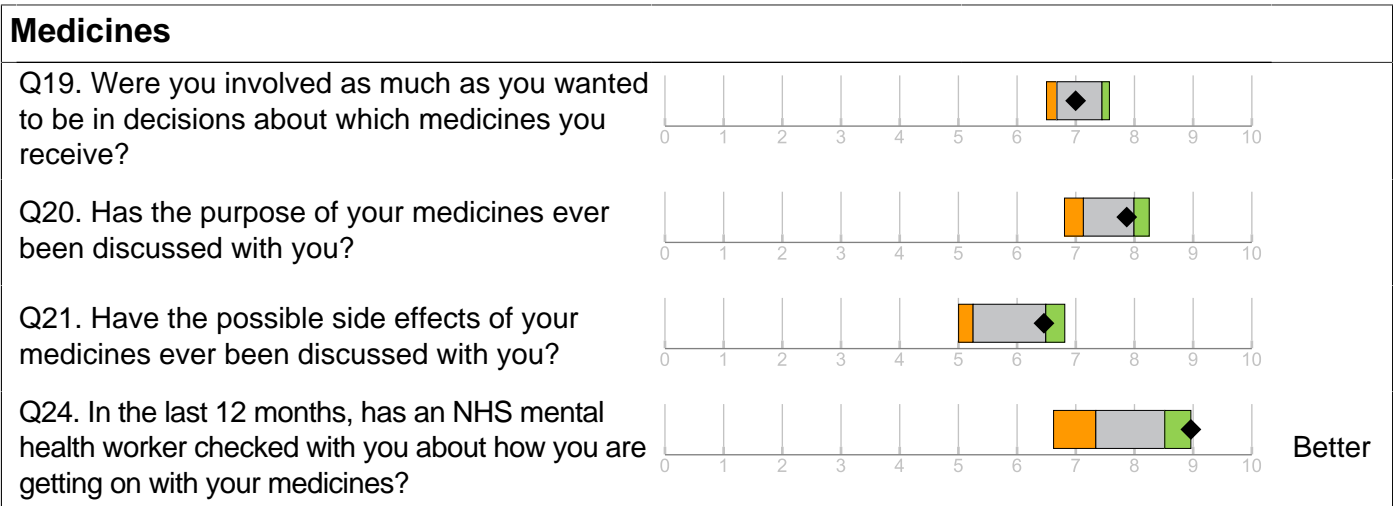 Medicines
Q19. Were you involved as much as you wanted
to be in decisions about which medicines you
receive?
0 1 2 3 4 5 6 7 8 9 10
Q20. Has the purpose of your medicines ever
been discussed with you?
0 1 2 3 4 5 6 7 8 9 10
Q21. Have the possible side effects of your
medicines ever been discussed with you?
0 1 2 3 4 5 6 7 8 9 10
Q24. In the last 12 months, has an NHS mental
health worker checked with you about how you are
getting on with your medicines?
0 1 2 3 4 5 6 7 8 9 10
Better